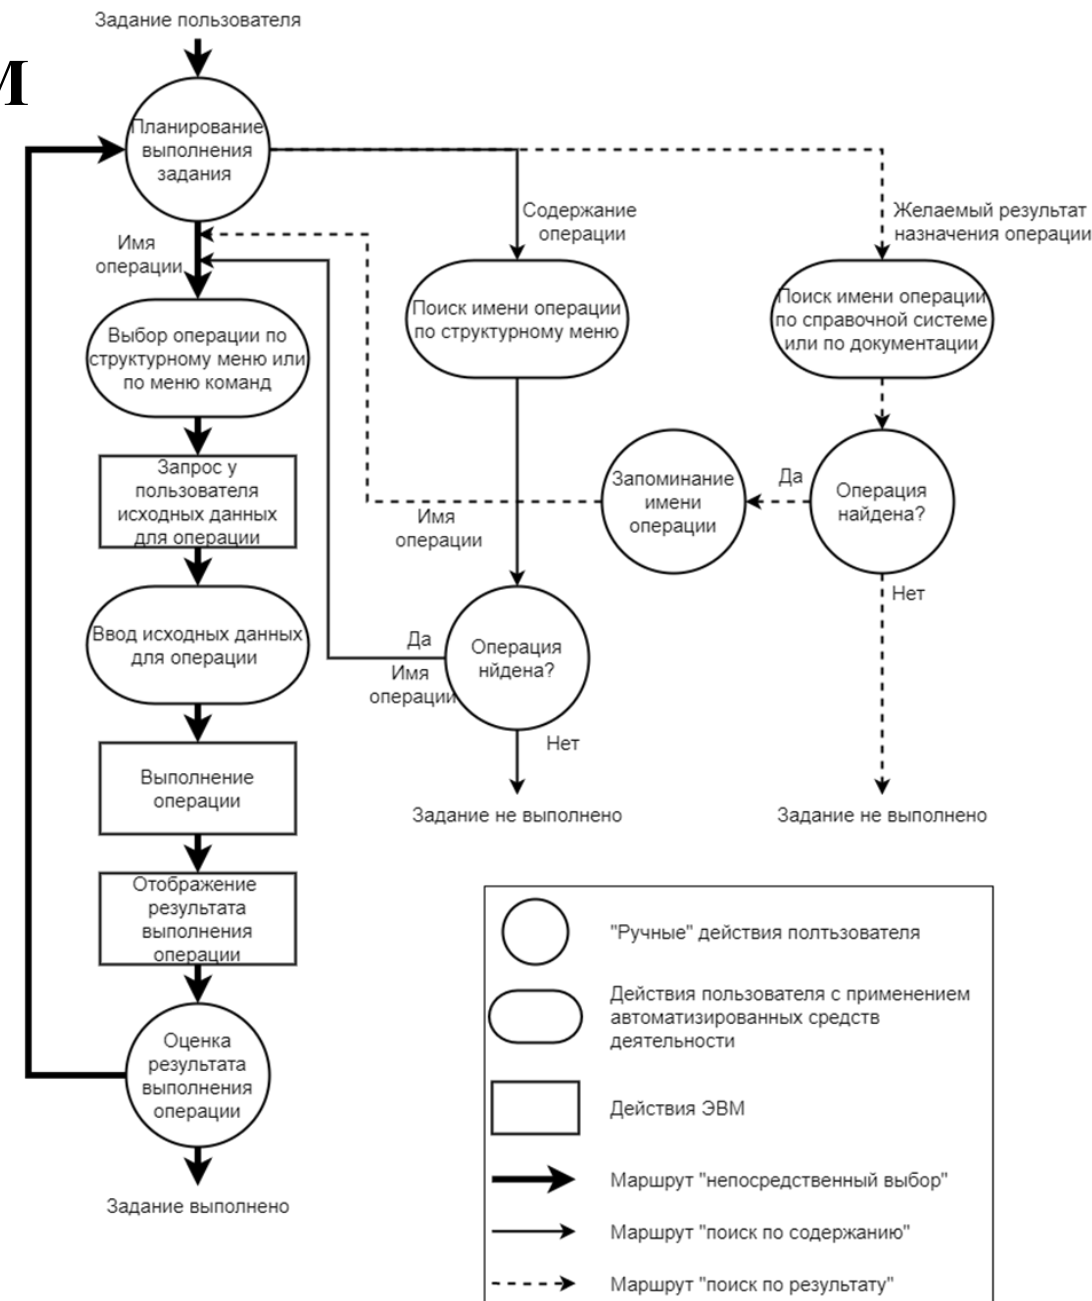 Задание пользователя
М
Планирование
выполнения
задания
Содержание
операции
Желаемый результат
назначения операции
Имя
операции
Выбор операции по
структурному меню или
по меню команд
Поиск имени операции
по структурному меню
Поиск имени операции
по справочной системе
или по документации
Запрос у
пользователя
исходных данных
для операции
Имя
операции
Запоминание
имени
операции
Да
Операция
найдена?
Нет
Ввод исходных данных
для операции
Да
Имя
операции
Операция
нйдена?
Нет
Выполнение
операции
Задание не выполнено
Задание не выполнено
Отображение
результата
выполнения
операции
Оценка
результата
выполнения
операции
Задание выполнено
"Ручные" действия полтьзователя
Действия пользователя с применением
автоматизированных средств
деятельности
Действия ЭВМ
Маршрут "непосредственный выбор"
Маршрут "поиск по содержанию"
Маршрут "поиск по результату"